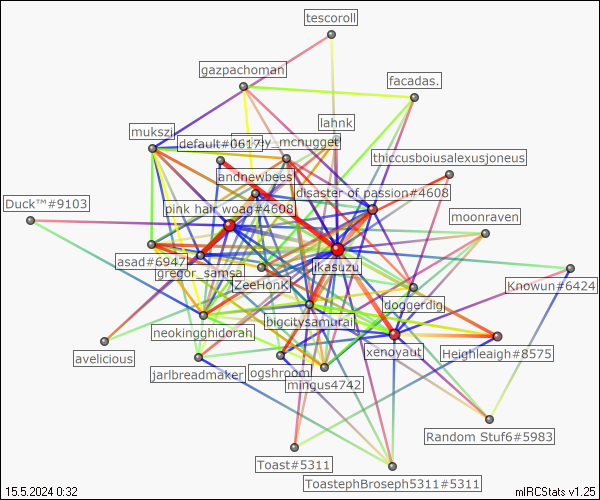 tescoroll
gazpachoman
facadas.
lahnk
mukszi
default#0617
y_mcnugget
thiccusboiusalexusjoneus
andnewbees
disaster of passion#4608
Duck™#9103
pink hair woag#4608
moonraven
asad#6947
gregor_samsa
ikasuzu
ZeeHonK
Knowun#6424
doggerdig
neokingghidorah
bigcitysamurai
avelicious
xenoyaut
Heighleaigh#8575
jarlbreadmaker
ogshroom
mingus4742
Random Stuf6#5983
Toast#5311
ToastephBroseph5311#5311
15.5.2024 0:32
mIRCStats v1.25